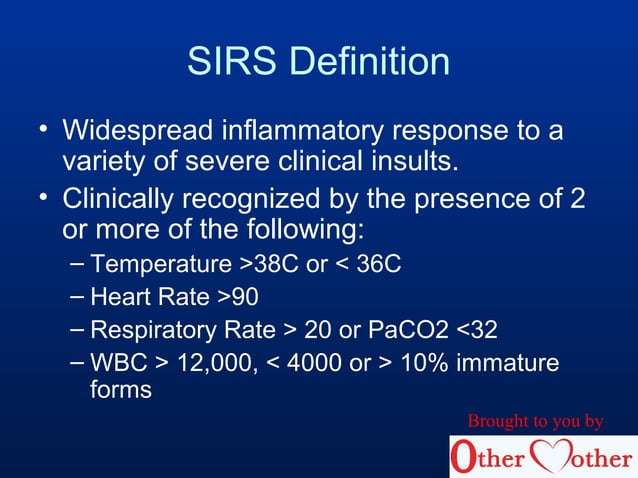 SIRS Definition
• Widespread inflammatory response to a
variety of severe clinical insults.
• Clinically recognized by the presence of 2
or more of the following:
– Temperature >38C or < 36C
– Heart Rate >90
– Respiratory Rate > 20 or PaCO2 <32
– WBC > 12,000, < 4000 or > 10% immature
forms
Brought to you by
Other other